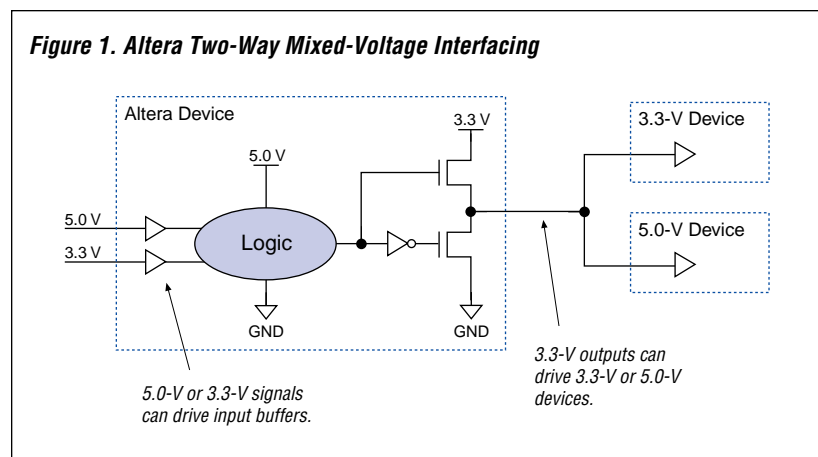 Figure 1. Altera Two-Way Mixed-Voltage Interfacing
Altera Device
3.3 V
5.0 V
3.3-V Device
5.0 V
3.3 V
Logic
5.0-V Device
GND
GND
5.0-V or 3.3-V signals
can drive input buffers.
3.3-V outputs can
drive 3.3-V or 5.0-V
devices.